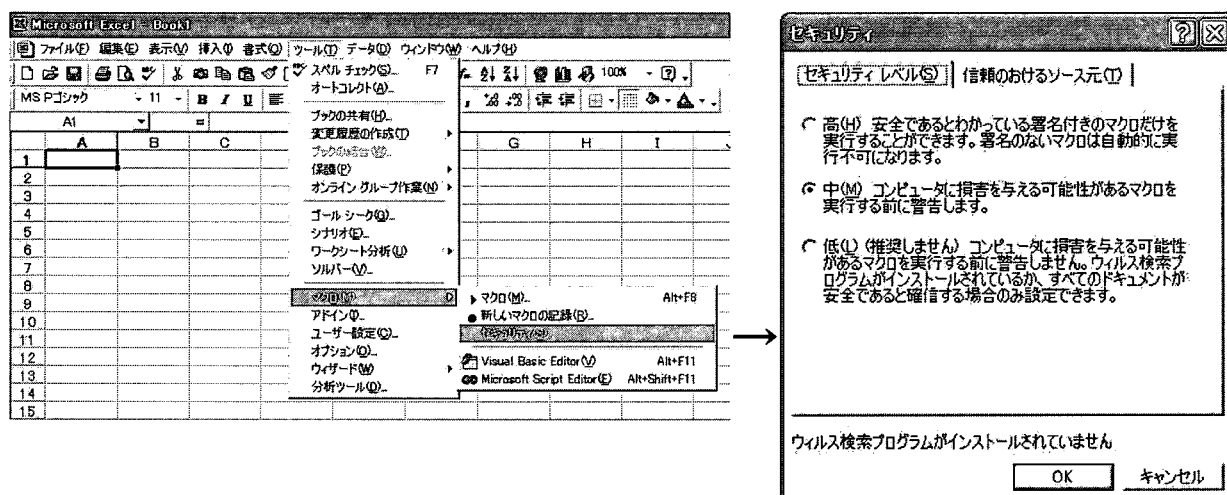 Microsoft Excel - Book1
ファイル(F) 編集(E) 表示(V) 挿入(I) 書式(O) ツール(T) データ(D) ウィンドウ(W) ヘルプ(H)
100%
MS Pゴシック 11 B I U
A1 =
A B C G H I
1
2
3
4
5
6
7
8
9
10
11
12
13
14
15
スペル チェック(S)... F7
オートコレクト(A)...
ブックの共有(H)...
変更履歴の作成(T)
保護(P)
オンライン グループ作業(N)
ゴール シーク(G)...
シナリオ(E)...
ワークシート分析(U)
ソルバー(V)...
マクロ(M)
アドイン(I)...
ユーザー設定(C)...
オプション(O)...
ウィザード(W)
分析ツール(D)...
マクロ(M)... Alt+F8
新しいマクロの記録(R)...
セキュリティ(S)
Visual Basic Editor(V) Alt+F11
Microsoft Script Editor(E) Alt+Shift+F11
セキュリティ
セキュリティ レベル(S) 信頼のおけるソース元(T)
高(H) 安全であるとわかっている署名付きのマクロだけを
実行することができます。署名のないマクロは自動的に実
行不可になります。
中(M) コンピュータに損害を与える可能性があるマクロを
実行する前に警告します。
低(L) (推奨しません) コンピュータに損害を与える可能性
があるマクロを実行する前に警告しません。ウィルス検索プ
ログラムがインストールされているか、すべてのドキュメントが
安全であると確信する場合のみ設定できます。
ウィルス検索プログラムがインストールされていません
OK キャンセル